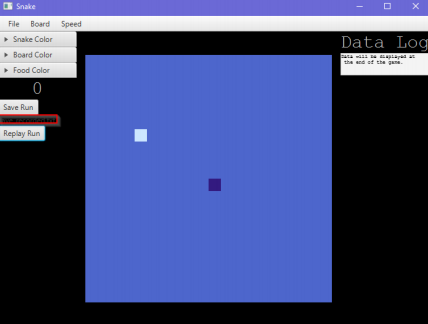 Snake
File Board Speed
Snake Color
Board Color
Food Color
0
Save Run
Replay Run
Data Log
Data will be displayed at
the end of the game.